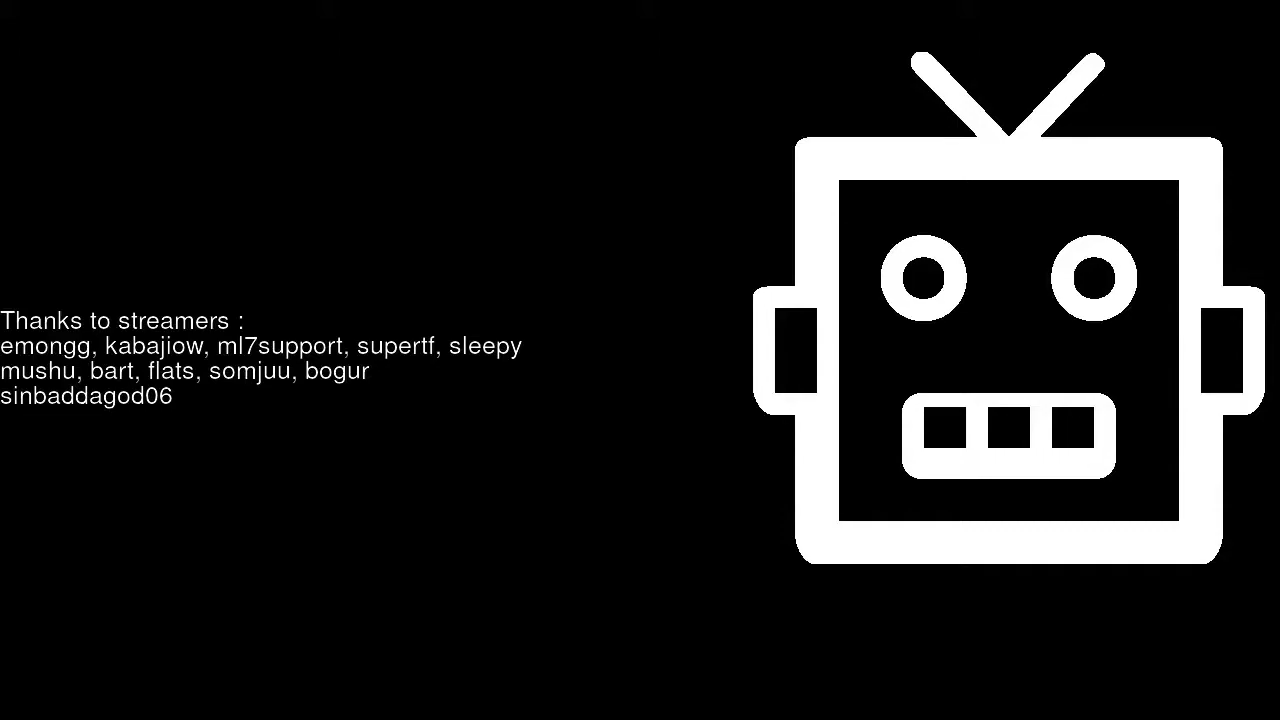 Thanks to streamers :
emongg, kabajiow, ml7support, supertf, sleepy
mushu, bart, flats, somjuu, bogur
sinbaddagod06